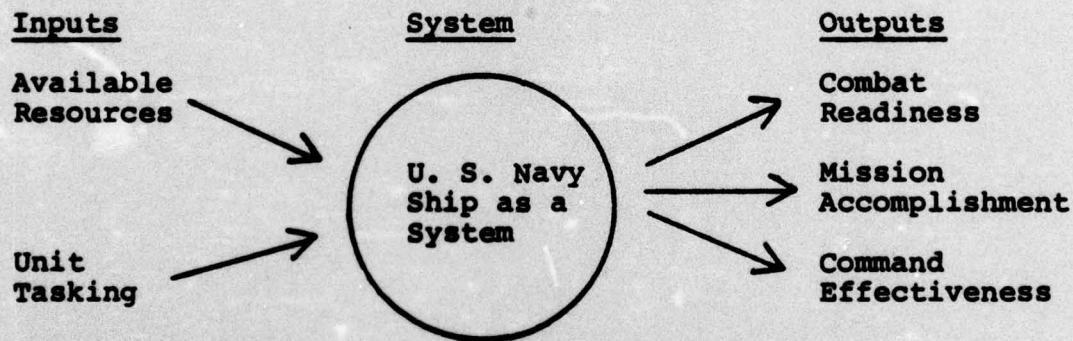 Inputs
Available
Resources
Unit
Tasking
System
U. S. Navy
Ship as a
System
Outputs
Combat
Readiness
Mission
Accomplishment
Command
Effectiveness